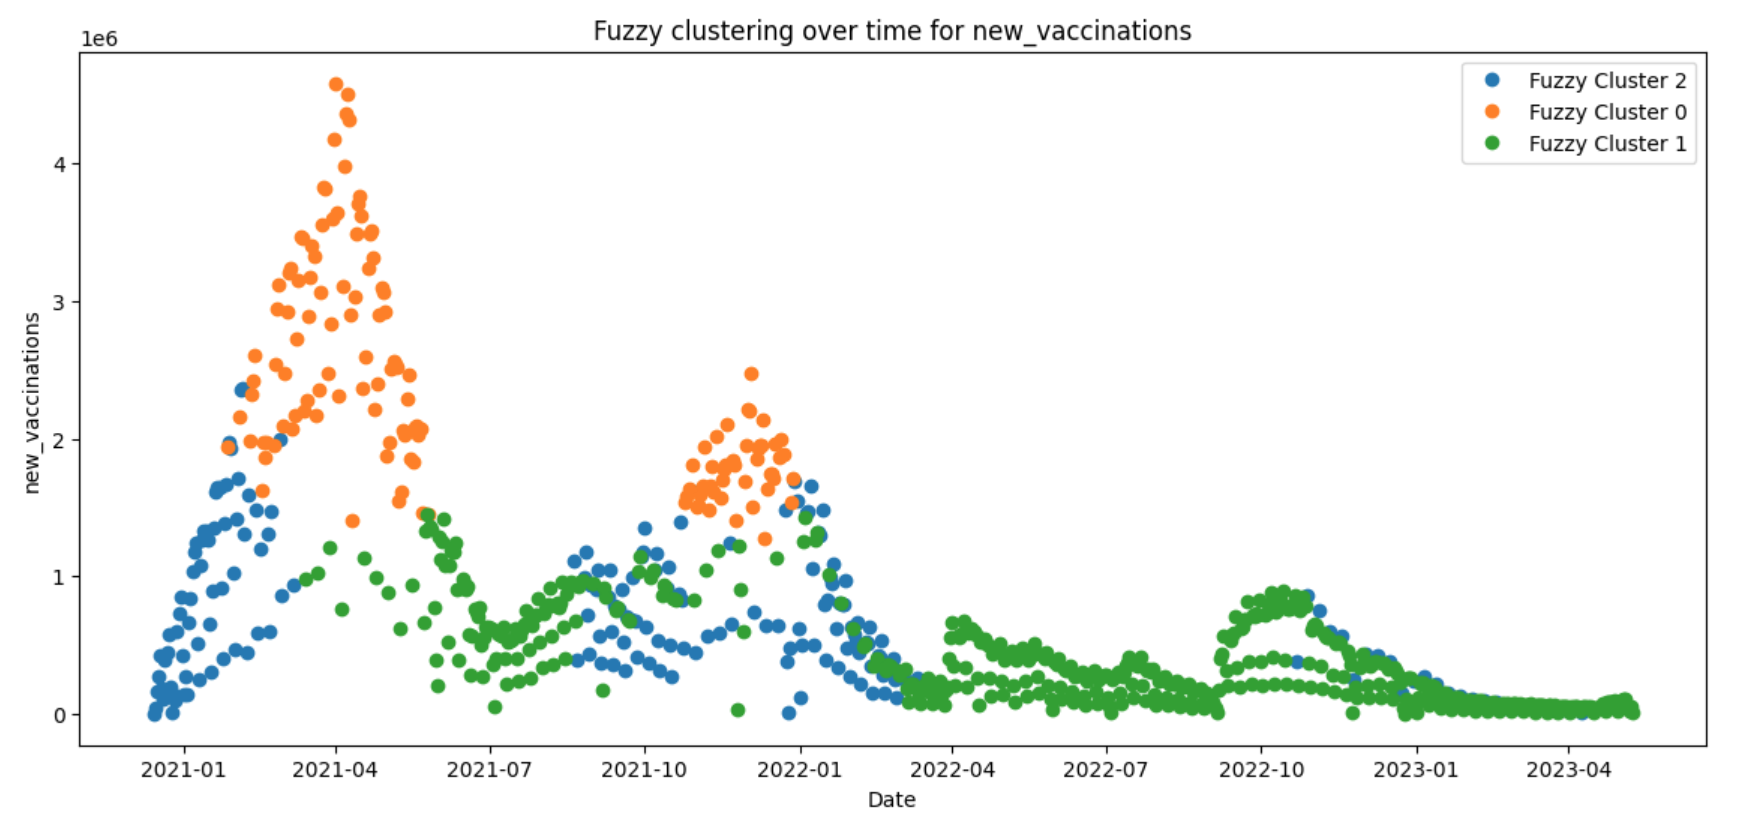 Fuzzy clustering over time for new_vaccinations
1e6
Fuzzy Cluster 2
Fuzzy Cluster 0
Fuzzy Cluster 1
4
3
2
1
0
new_vaccinations
2021-01 2021-04 2021-07 2021-10 2022-01 2022-04 2022-07 2022-10 2023-01 2023-04
Date